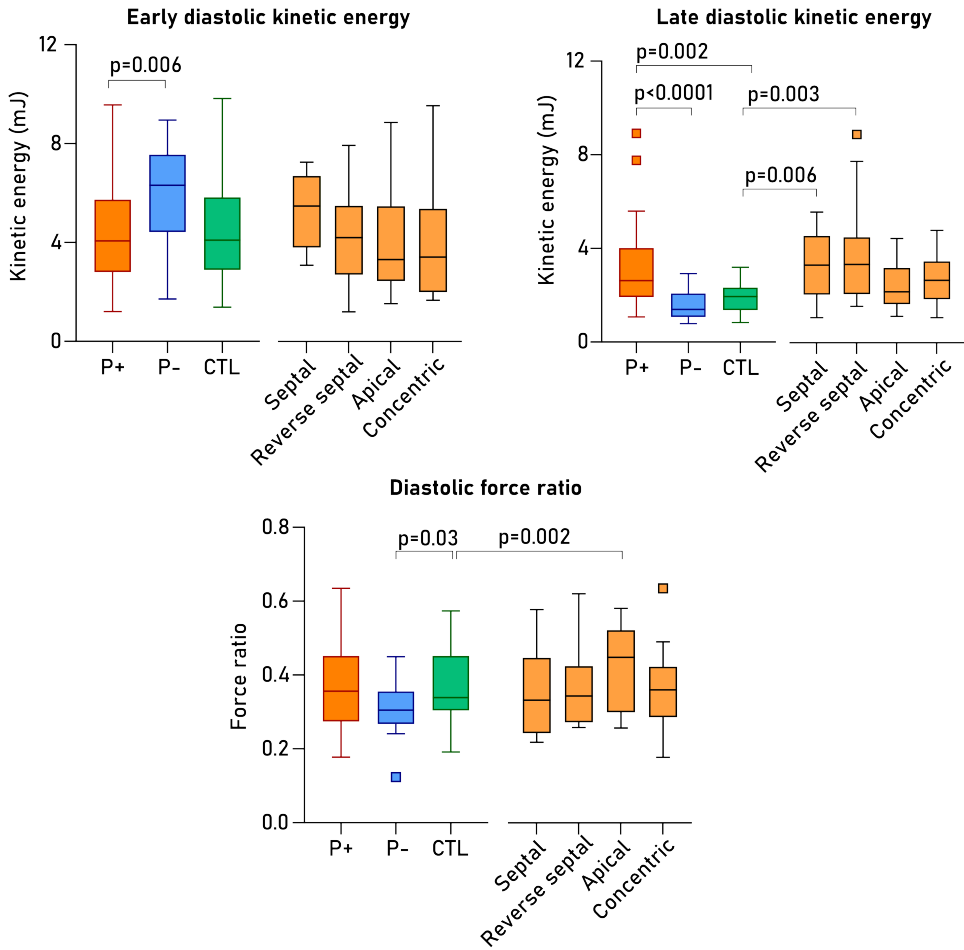 Early diastolic kinetic energy
Kinetic energy (mJ)
12
8
4
0
p=0.006
P+
P-
CTL
Septal
Reverse septal
Apical
Concentric
Late diastolic kinetic energy
Kinetic energy (mJ)
12
8
4
0
p=0.002
p<0.0001
p=0.003
p=0.006
P+
P-
CTL
Septal
Reverse septal
Apical
Concentric
Diastolic force ratio
Force ratio
0.8
0.6
0.4
0.2
0.0
p=0.03
p=0.002
P+
P-
CTL
Septal
Reverse septal
Apical
Concentric